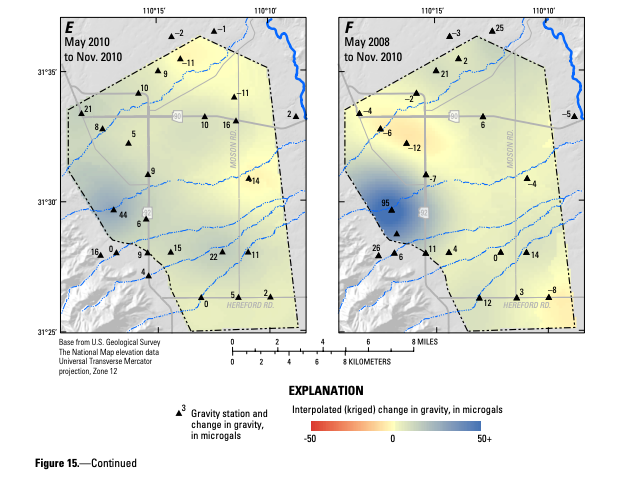 110°15' 110°10' 110°15' 110°10'
E
May 2010
to Nov. 2010
F
May 2008
to Nov. 2010
31°35'
31°30'
31°25'
−2
−1
−11
9
10
−11
21
8
10
16
2
5
9
14
44
6
16
0
9
15
22
11
4
0
5
2
90
92
MOSON RD.
HEREFORD RD.
−3
25
2
21
−2
−4
−6
6
−5
−12
−7
−4
95
26
6
11
4
0
14
12
3
−8
90
92
MOSON RD.
HEREFORD RD.
Base from U.S. Geological Survey
The National Map elevation data
Universal Transverse Mercator
projection, Zone 12
0 2 4 6 8 MILES
0 2 4 6 8 KILOMETERS
EXPLANATION
3 Gravity station and
change in gravity,
in microgals
Interpolated (kriged) change in gravity, in microgals
-50 0 50+
Figure 15.—Continued